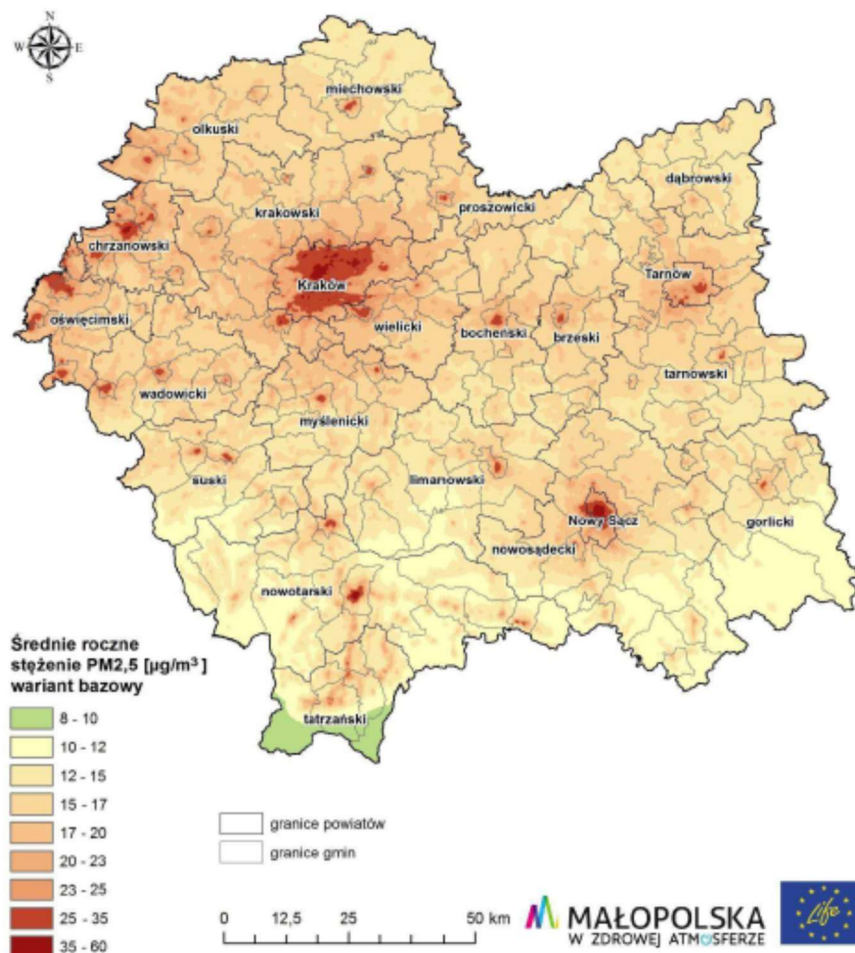 N
W E
S
miechowski
olkuski
dąbrowski
krakowski
proszowicki
chrzanowski
Tarnów
Kraków
oświęcimski
wielicki
bocheński
brzeski
tarnowski
wadowicki
myślenicki
suski
limanowski
Nowy Sącz
gorlicki
nowosądecki
nowotarski
tatrzański
Średnie roczne
stężenie PM2,5 [µg/m³]
wariant bazowy
8 - 10
10 - 12
12 - 15
15 - 17
17 - 20
20 - 23
23 - 25
25 - 35
35 - 60
granice powiatów
granice gmin
0 12,5 25 50 km
MAŁOPOLSKA
W ZDROWEJ ATMOSFERZE
Life